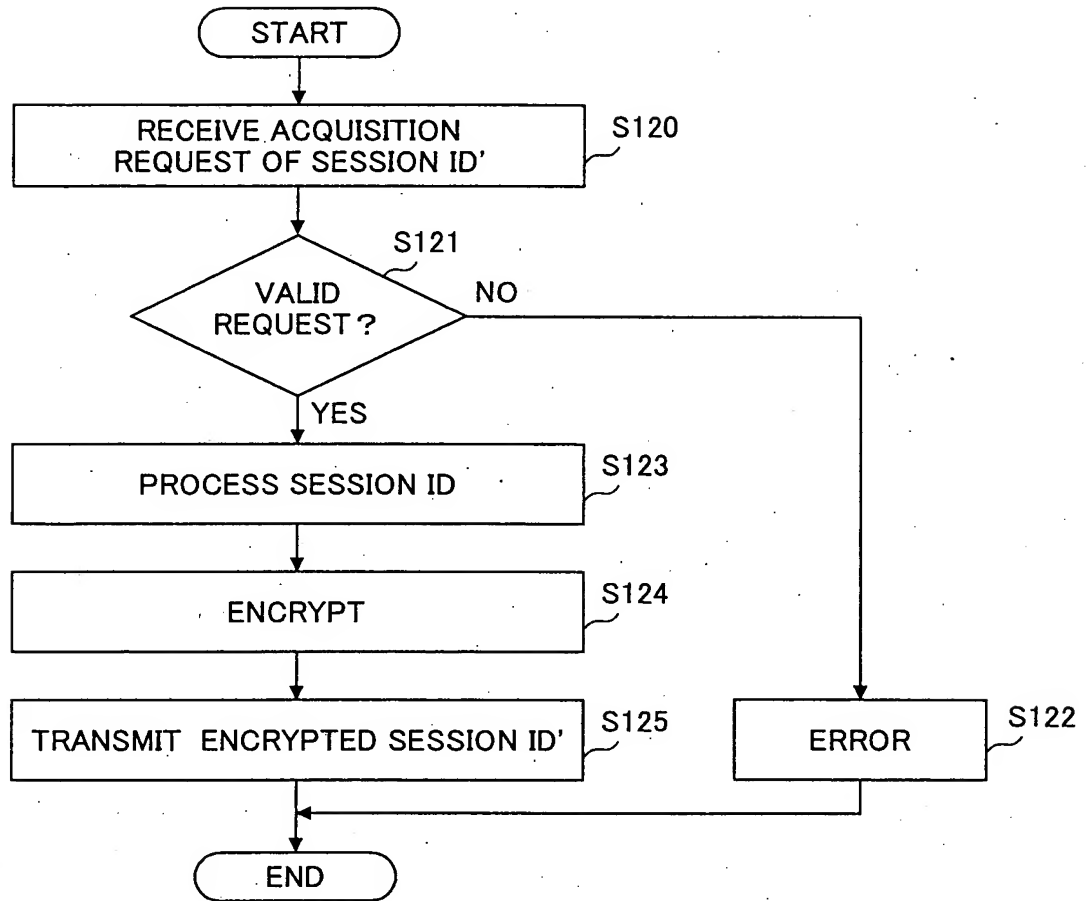 START
RECEIVE ACQUISITION
REQUEST OF SESSION ID'
S120
S121
VALID
REQUEST?
NO
YES
PROCESS SESSION ID
S123
ENCRYPT
S124
TRANSMIT ENCRYPTED SESSION ID'
S125
ERROR
S122
END